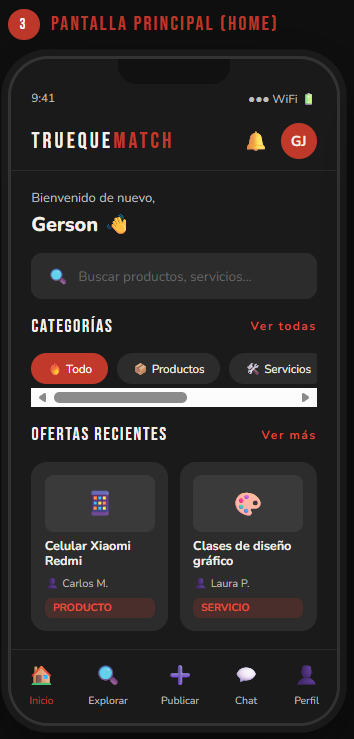 3 PANTALLA PRINCIPAL (HOME)
9:41 ●●● WiFi 🔋
TRUEQUEMATCH 🔔 GJ
Bienvenido de nuevo,
Gerson 👋
🔍 Buscar productos, servicios...
CATEGORÍAS Ver todas
🔥 Todo 📦 Productos 🛠 Servicios
OFERTAS RECIENTES Ver más
Celular Xiaomi
Redmi
👤 Carlos M.
PRODUCTO
Clases de diseño
gráfico
👤 Laura P.
SERVICIO
Inicio Explorar Publicar Chat Perfil